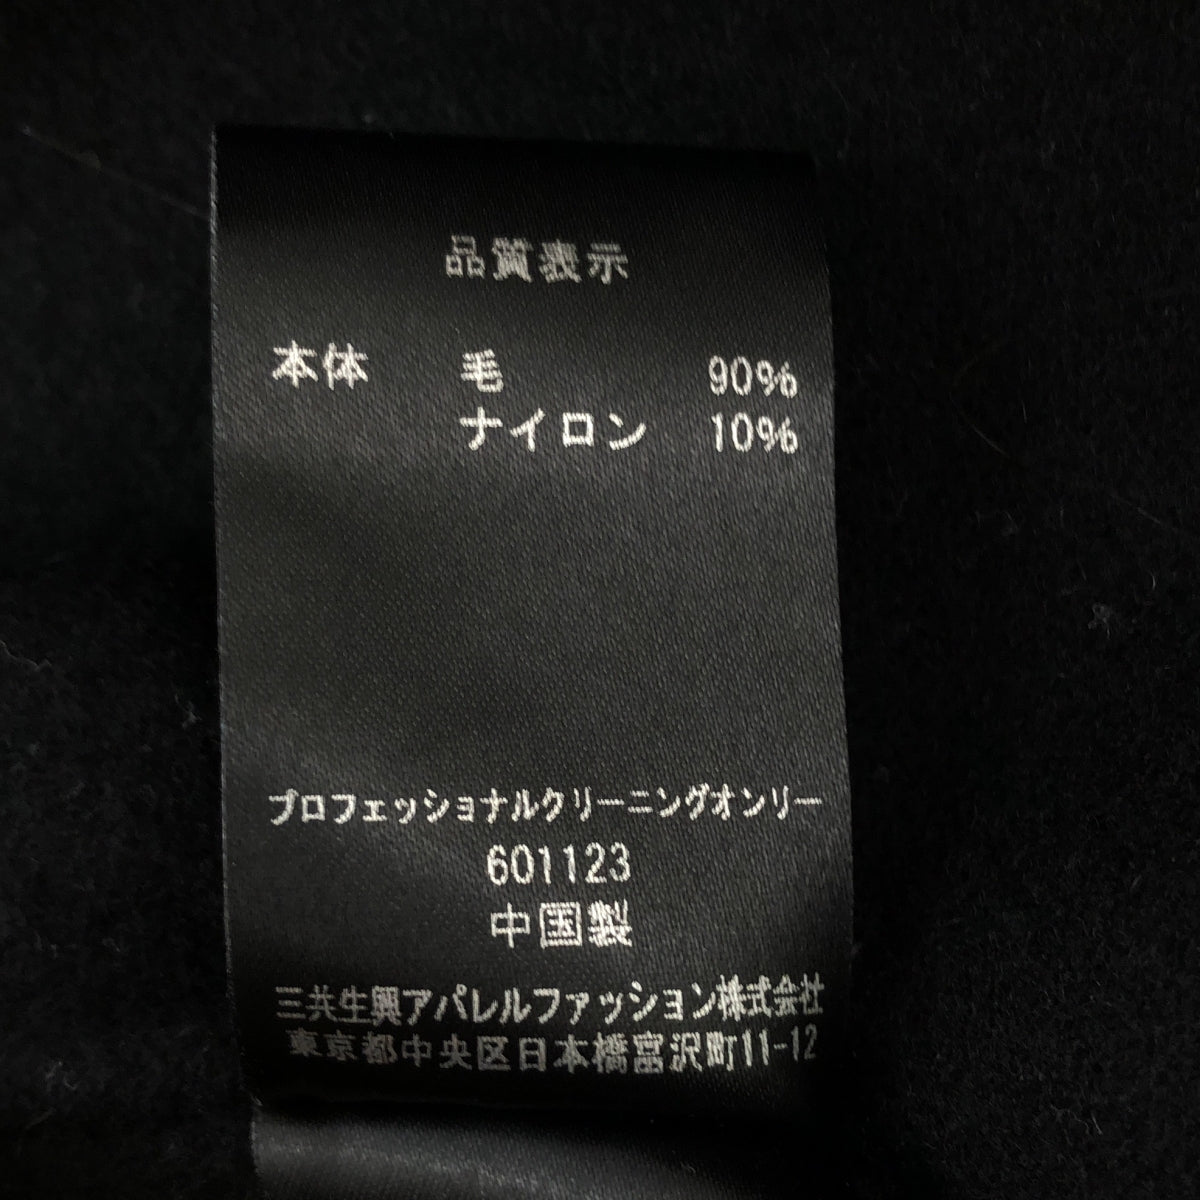 品質表示
本体 毛 90%
ナイロン 10%
プロフェッショナルクリーニングオンリー
601123
中国製
三共生興アパレルファッション株式会社
東京都中央区日本橋富沢町11-12